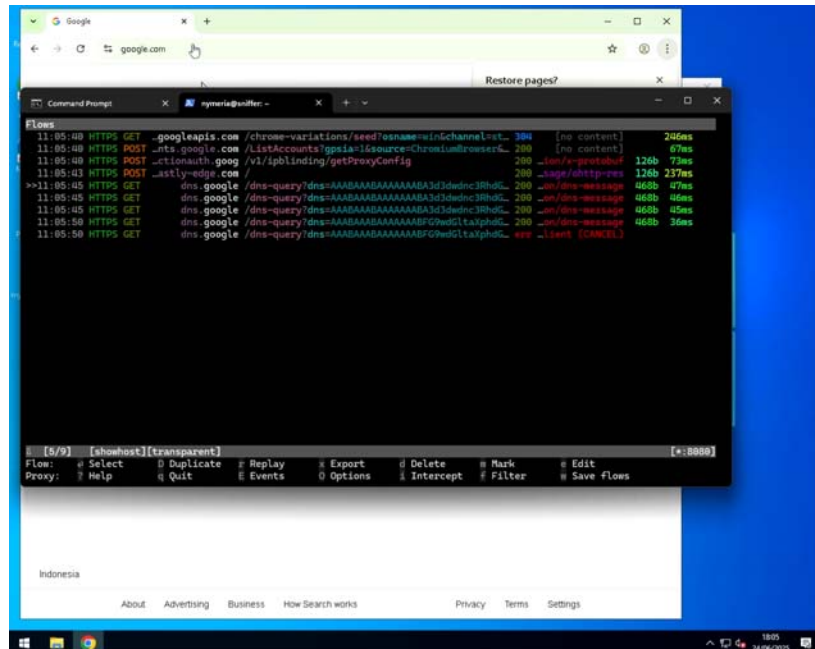 Google
google.com
Restore pages?
Command Prompt
nymeria@sniffer: ~
Flows
11:05:40 HTTPS GET …googleapis.com /chrome-variations/seed?osname=win&channel=st… 304 [no content] 246ms
11:05:40 HTTPS POST …nts.google.com /ListAccounts?gpsia=1&source=ChromiumBrowser&… 200 [no content] 67ms
11:05:40 HTTPS POST …ctionauth.goog /v1/ipblinding/getProxyConfig 200 …ion/x-protobuf 126b 73ms
11:05:43 HTTPS POST …astly-edge.com / 200 …sage/ohttp-res 126b 237ms
>>11:05:45 HTTPS GET dns.google /dns-query?dns=AAABAAABAAAAAAABA3d3dwdnc3RhdG… 200 …on/dns-message 468b 47ms
11:05:45 HTTPS GET dns.google /dns-query?dns=AAABAAABAAAAAAABA3d3dwdnc3RhdG… 200 …on/dns-message 468b 46ms
11:05:45 HTTPS GET dns.google /dns-query?dns=AAABAAABAAAAAAABA3d3dwdnc3RhdG… 200 …on/dns-message 468b 45ms
11:05:50 HTTPS GET dns.google /dns-query?dns=AAABAAABAAAAAAABFG9wdGltaXphdG… 200 …on/dns-message 468b 36ms
11:05:50 HTTPS GET dns.google /dns-query?dns=AAABAAABAAAAAAABFG9wdGltaXphdG… err …lient [CANCEL]
[5/9] [showhost][transparent] [*:8080]
Flow: Select D Duplicate r Replay x Export d Delete m Mark e Edit
Proxy: ? Help q Quit E Events O Options i Intercept f Filter w Save flows
Indonesia
About Advertising Business How Search works Privacy Terms Settings
18:05
24/06/2025